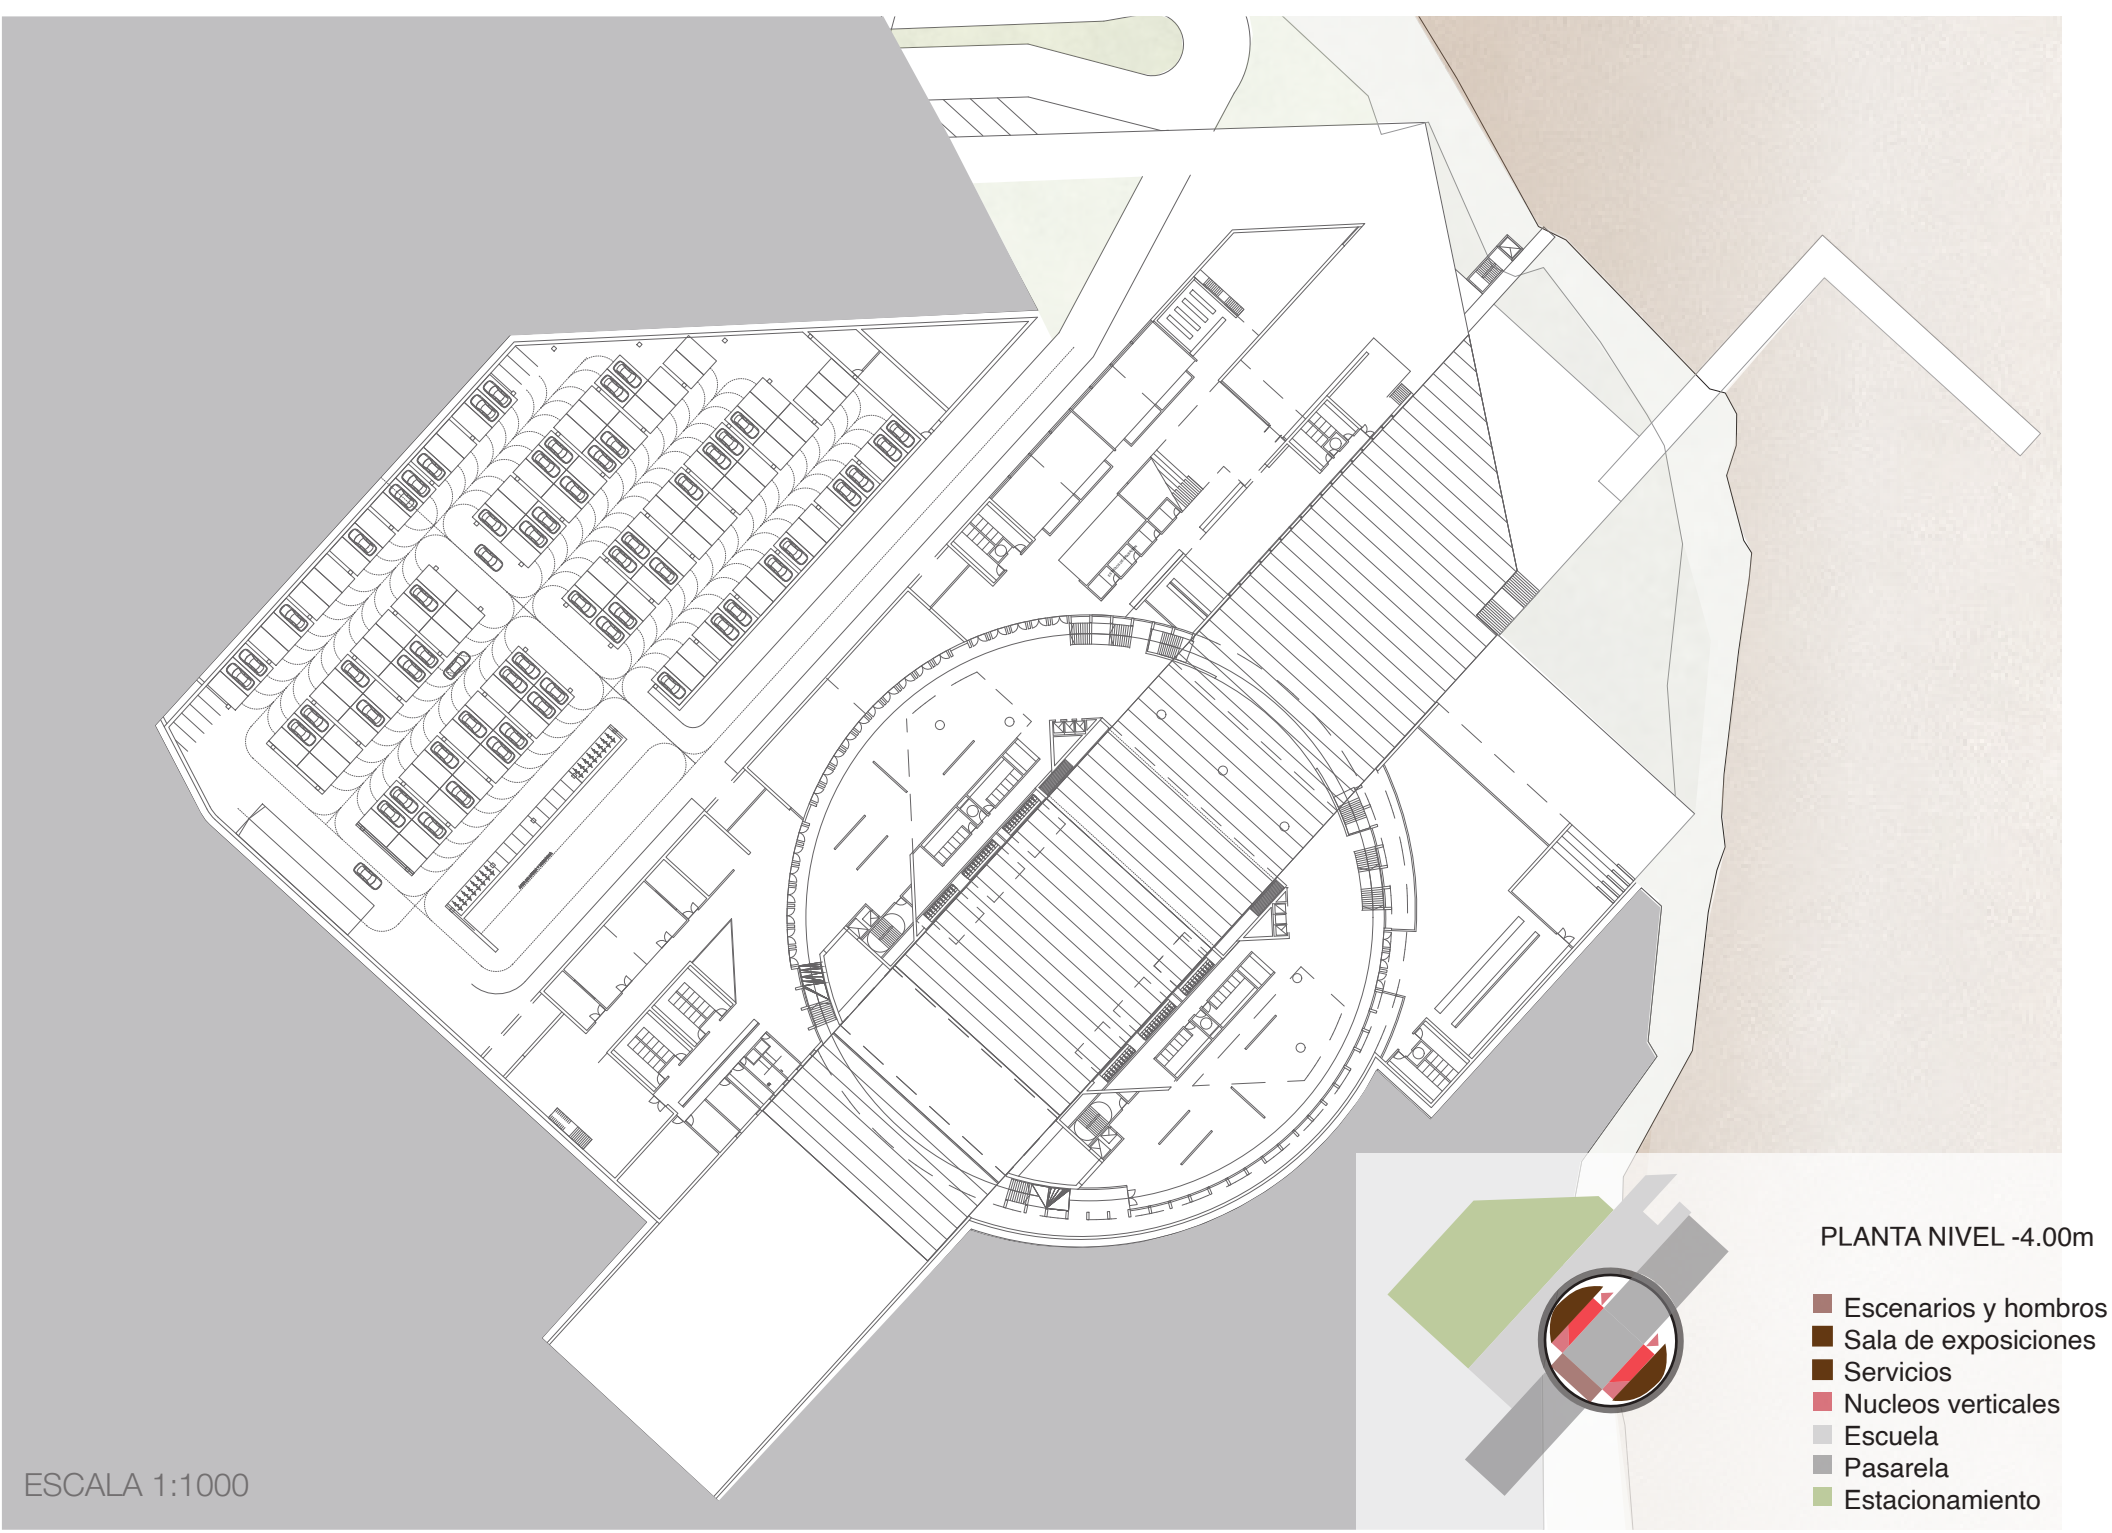 PLANTA NIVEL -4.00m
Escenarios y hombros
Sala de exposiciones
Servicios
Nucleos verticales
Escuela
Pasarela
Estacionamiento
ESCALA 1:1000